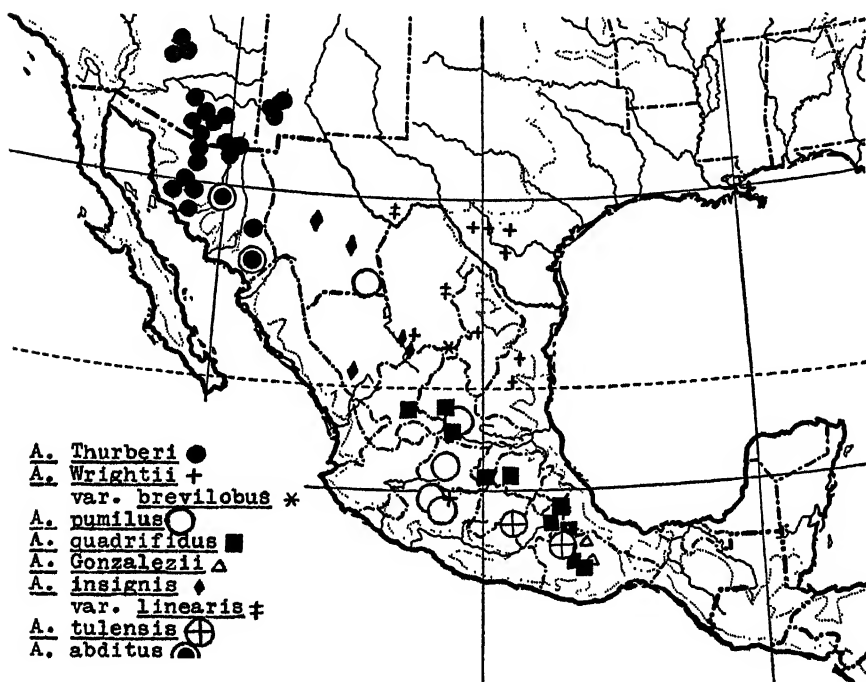 A. Thurberi ●
A. Wrightii +
var. brevilobus *
A. pumilus ○
A. quadrifidus ■
A. Gonzalezii △
A. insignis ♦
var. linearis ‡
A. tulensis ⊕
A. abditus ◉